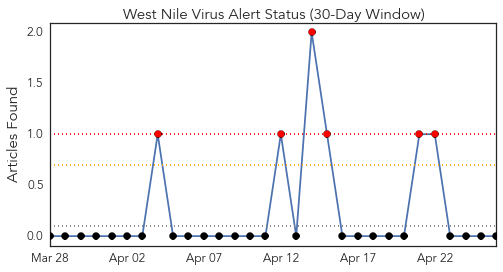 West Nile Virus Alert Status (30-Day Window)
Articles Found
2.0
1.5
1.0
0.5
0.0
Mar 28 Apr 02 Apr 07 Apr 12 Apr 17 Apr 22